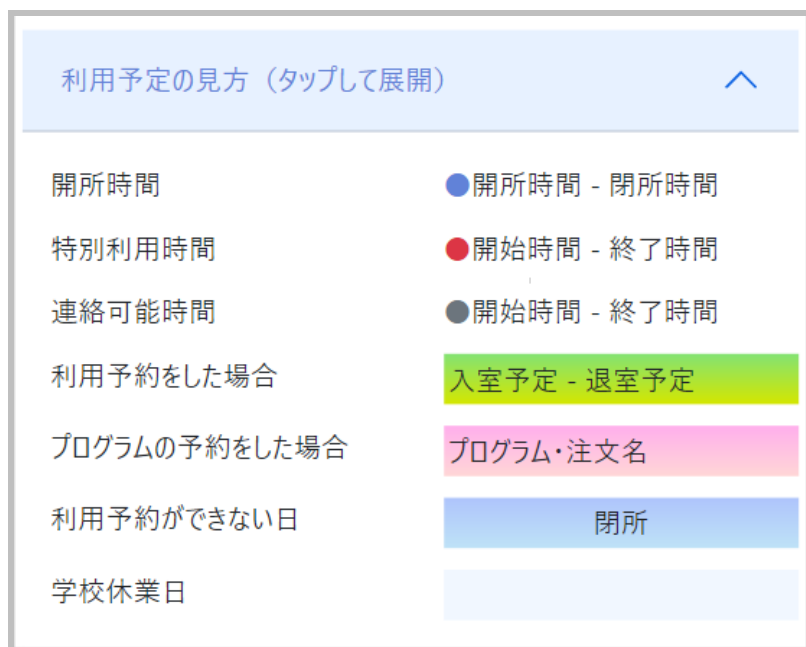 利用予定の見方（タップして展開）
開所時間 ●開所時間 - 閉所時間
特別利用時間 ●開始時間 - 終了時間
連絡可能時間 ●開始時間 - 終了時間
利用予約をした場合 入室予定 - 退室予定
プログラムの予約をした場合 プログラム・注文名
利用予約ができない日 閉所
学校休業日